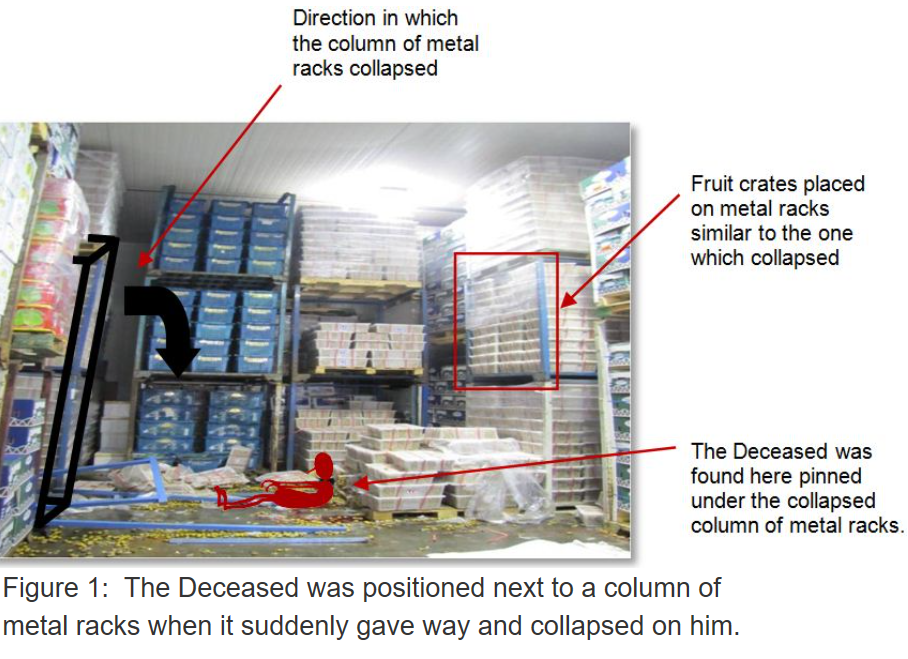 Direction in which
the column of metal
racks collapsed
Fruit crates placed
on metal racks
similar to the one
which collapsed
The Deceased was
found here pinned
under the collapsed
column of metal racks.
Figure 1:  The Deceased was positioned next to a column of
metal racks when it suddenly gave way and collapsed on him.